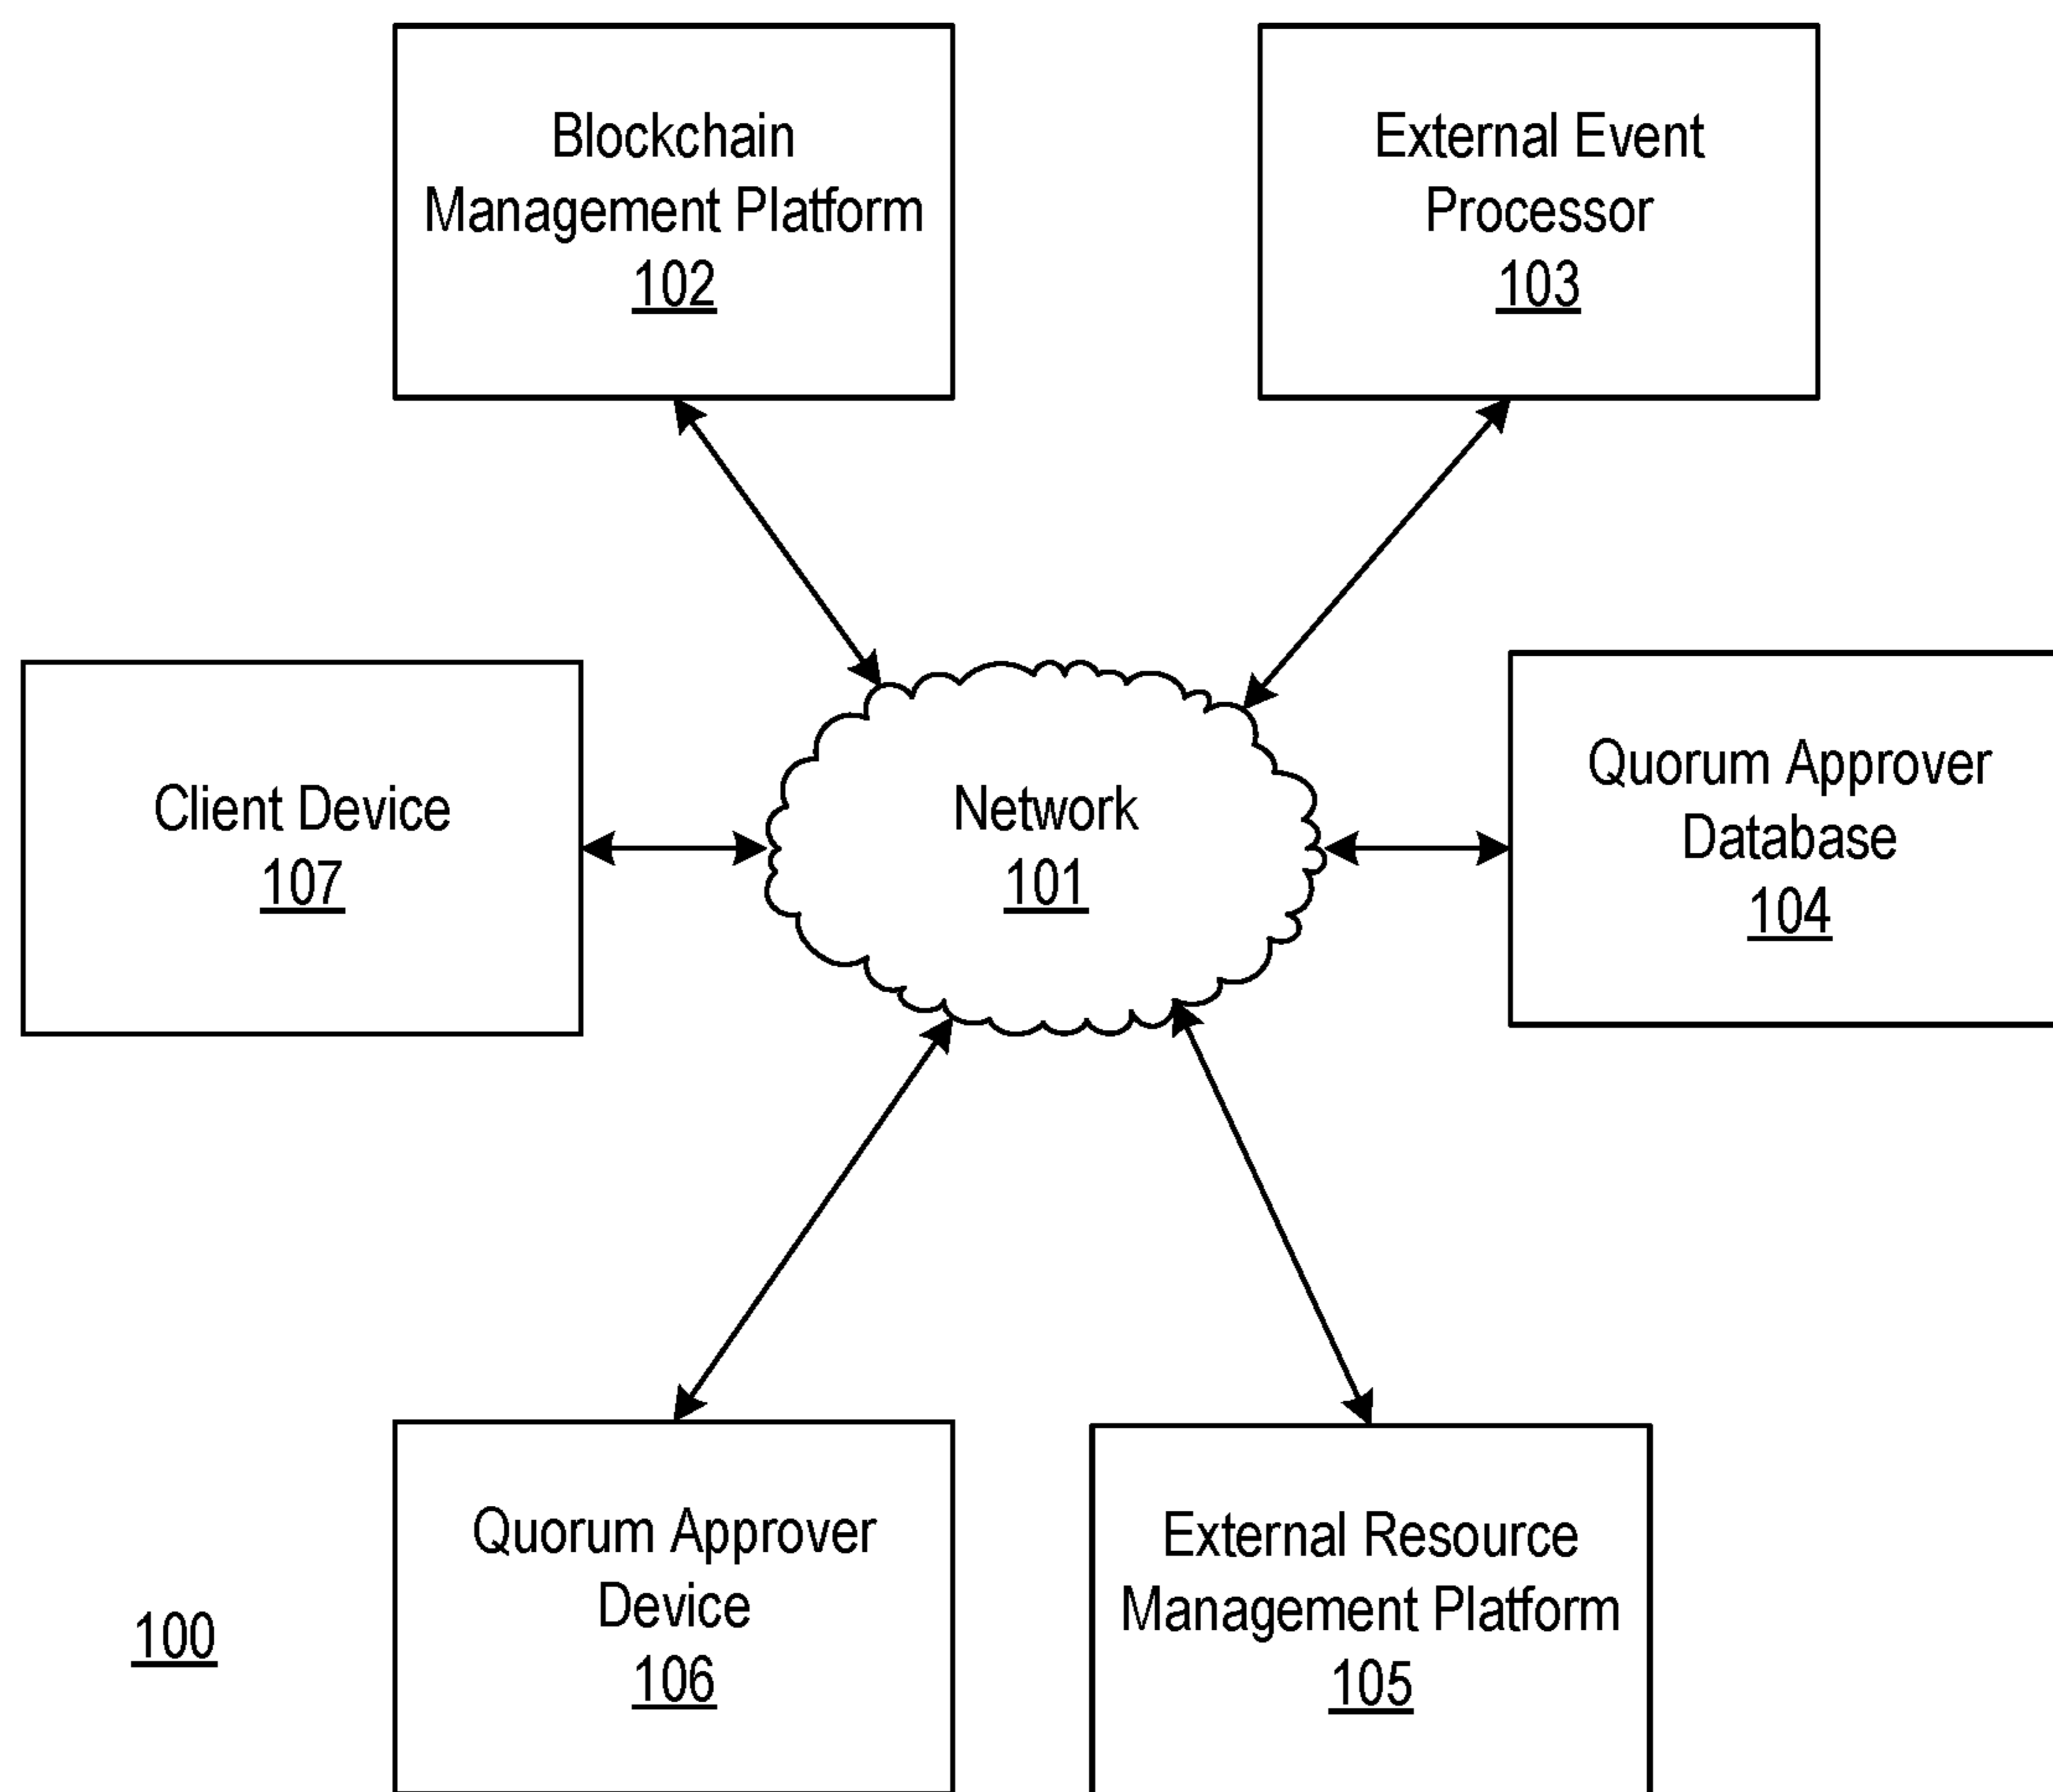 Blockchain
Management Platform
102
External Event
Processor
103
Client Device
107
Network
101
Quorum Approver
Database
104
Quorum Approver
Device
106
External Resource
Management Platform
105
100